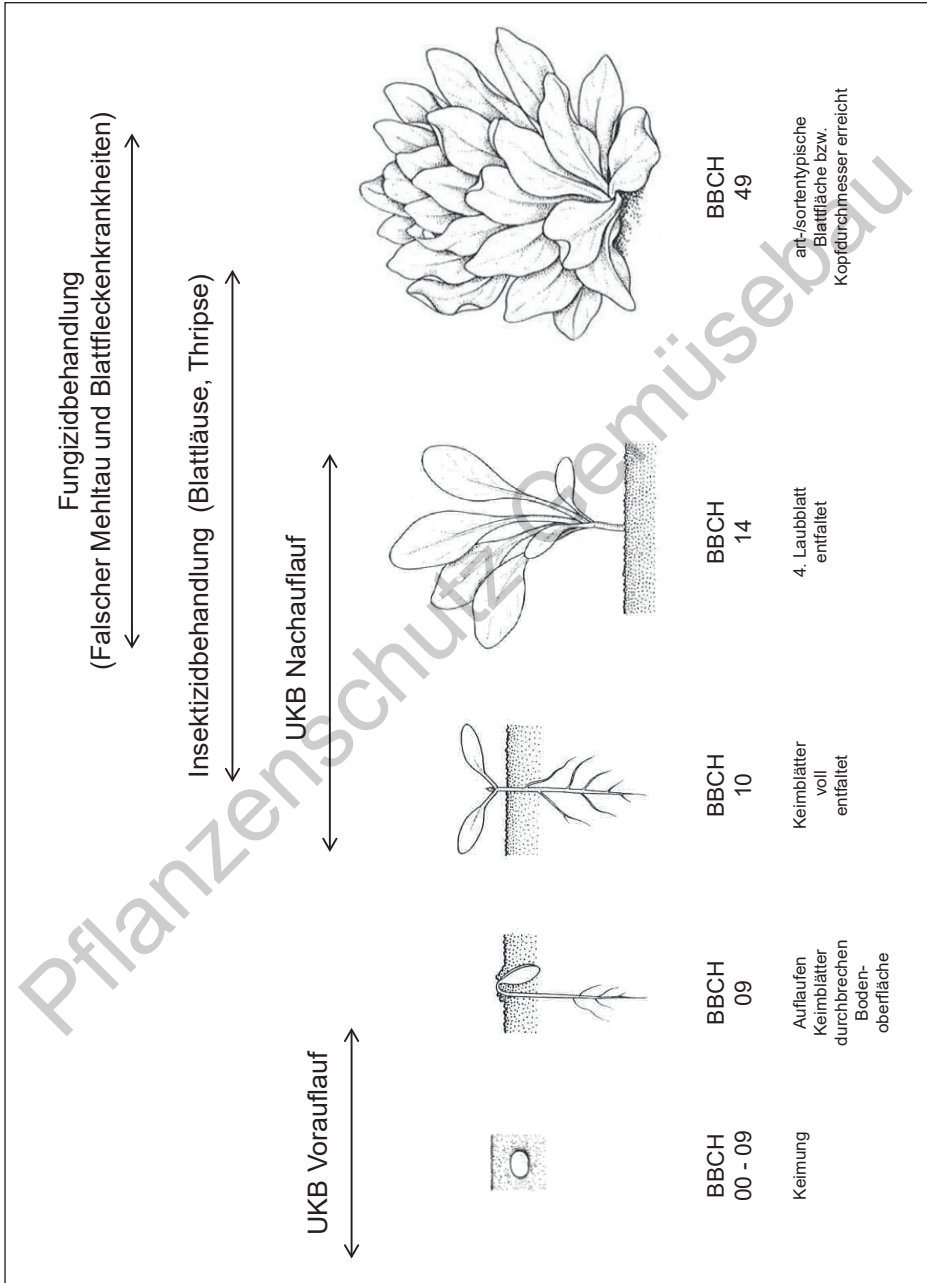 Fungizidbehandlung
(Falscher Mehltau und Blattfleckenkrankheiten)
Insektizidbehandlung (Blattläuse, Thripse)
UKB Nachauflauf
UKB Vorauflauf
BBCH
00 - 09
Keimung
BBCH
09
Auflaufen
Keimblätter
durchbrechen
Boden-
oberfläche
BBCH
10
Keimblätter
voll
entfaltet
BBCH
14
4. Laubblatt
entfaltet
BBCH
49
art-/sortentypische
Blattfläche bzw.
Kopfdurchmesser erreicht
Pflanzenschutz Gemüsebau